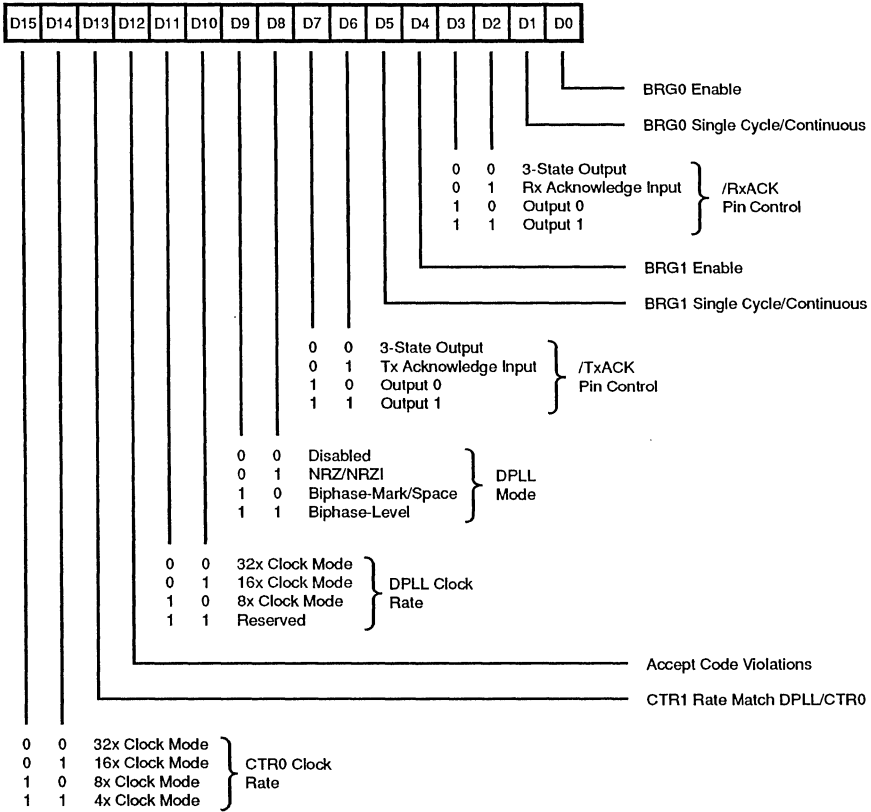 D15 D14 D13 D12 D11 D10 D9 D8 D7 D6 D5 D4 D3 D2 D1 D0
BRG0 Enable
BRG0 Single Cycle/Continuous
0 0 3-State Output
0 1 Rx Acknowledge Input
1 0 Output 0
1 1 Output 1
/RxACK
Pin Control
BRG1 Enable
BRG1 Single Cycle/Continuous
0 0 3-State Output
0 1 Tx Acknowledge Input
1 0 Output 0
1 1 Output 1
/TxACK
Pin Control
0 0 Disabled
0 1 NRZ/NRZI
1 0 Biphase-Mark/Space
1 1 Biphase-Level
DPLL
Mode
0 0 32x Clock Mode
0 1 16x Clock Mode
1 0 8x Clock Mode
1 1 Reserved
DPLL Clock
Rate
Accept Code Violations
CTR1 Rate Match DPLL/CTR0
0 0 32x Clock Mode
0 1 16x Clock Mode
1 0 8x Clock Mode
1 1 4x Clock Mode
CTR0 Clock
Rate